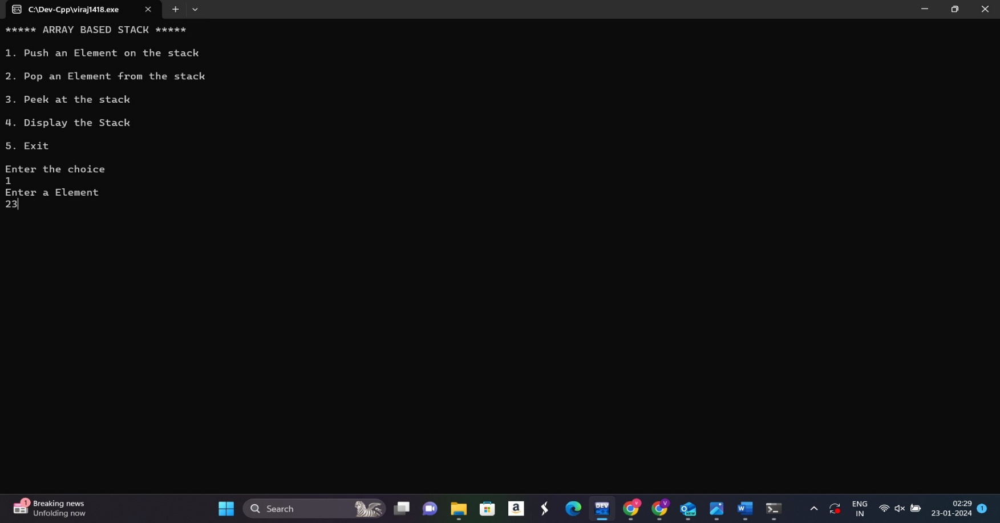 C:\Dev-Cpp\viraj1418.exe
***** ARRAY BASED STACK *****
1. Push an Element on the stack
2. Pop an Element from the stack
3. Peek at the stack
4. Display the Stack
5. Exit
Enter the choice
1
Enter a Element
23
1
Breaking news
Unfolding now
Search
a
DEV
C++
V
V
NEW
W
ENG
IN
02:29
23-01-2024
1